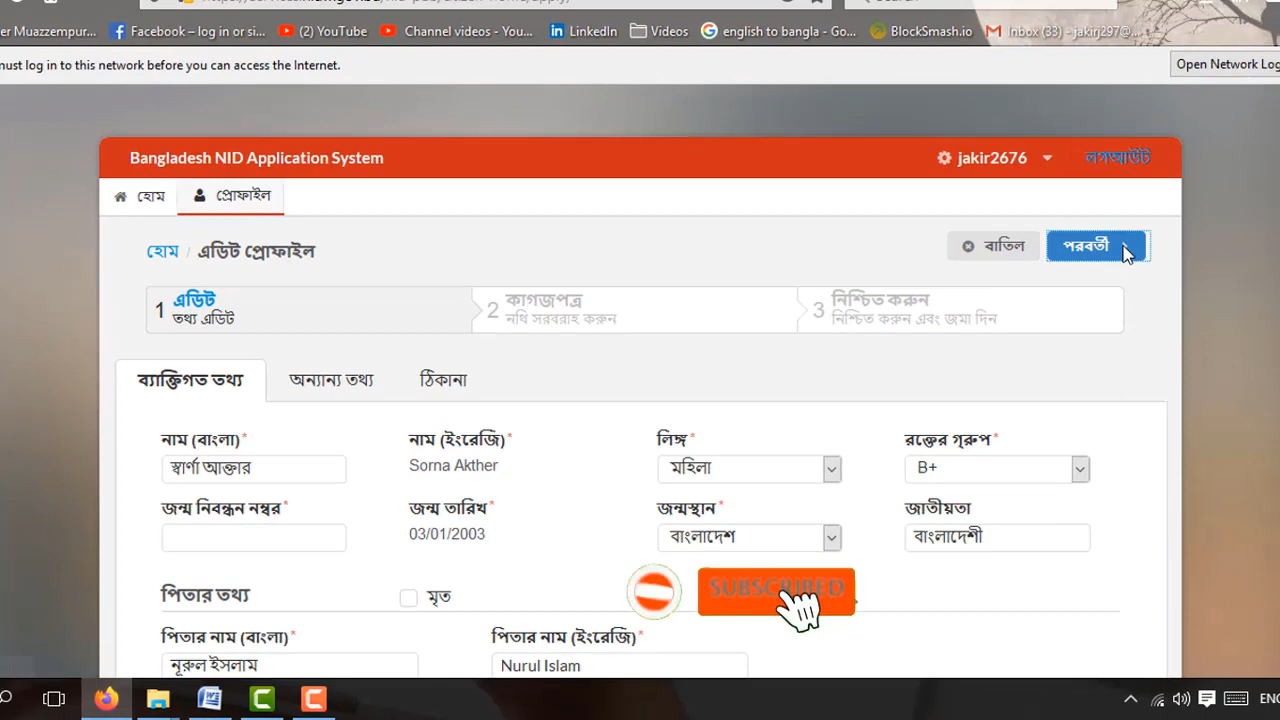 er Muazzempur... Facebook – log in or si... (2) YouTube Channel videos - Yo... LinkedIn Videos english to bangla - Go... BlockSmash.io Inbox (33) - jakirj297@...
must log in to this network before you can access the Internet. Open Network Log
Bangladesh NID Application System jakir2676 লগআউট
হোম প্রোফাইল
হোম / এডিট প্রোফাইল বাতিল পরবর্তী
1 এডিট তথ্য এডিট
2 কাগজপত্র নথি সরবরাহ করুন
3 নিশ্চিত করুন নিশ্চিত করুন এবং জমা দিন
ব্যাক্তিগত তথ্য অন্যান্য তথ্য ঠিকানা
নাম (বাংলা)* নাম (ইংরেজি)* লিঙ্গ* রক্তের গ্রুপ*
স্বার্ণা আক্তার Sorna Akther মহিলা B+
জন্ম নিবন্ধন নম্বর* জন্ম তারিখ* জন্মস্থান* জাতীয়তা
03/01/2003 বাংলাদেশ বাংলাদেশী
SUBSCRIBED
পিতার তথ্য মৃত
পিতার নাম (বাংলা)* পিতার নাম (ইংরেজি)*
নূরুল ইসলাম Nurul Islam
ENG